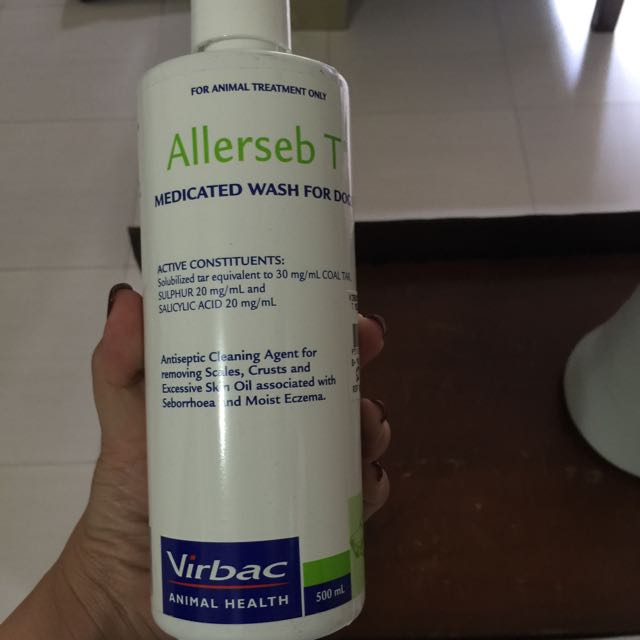 FOR ANIMAL TREATMENT ONLY
Allerseb T
MEDICATED WASH FOR DOGS
ACTIVE CONSTITUENTS:
Solubilized tar equivalent to 30 mg/mL COAL TAR,
SULPHUR 20 mg/mL and
SALICYLIC ACID 20 mg/mL
Antiseptic Cleaning Agent for
removing Scales, Crusts and
Excessive Skin Oil associated with
Seborrhoea and Moist Eczema.
Virbac
ANIMAL HEALTH
500 mL